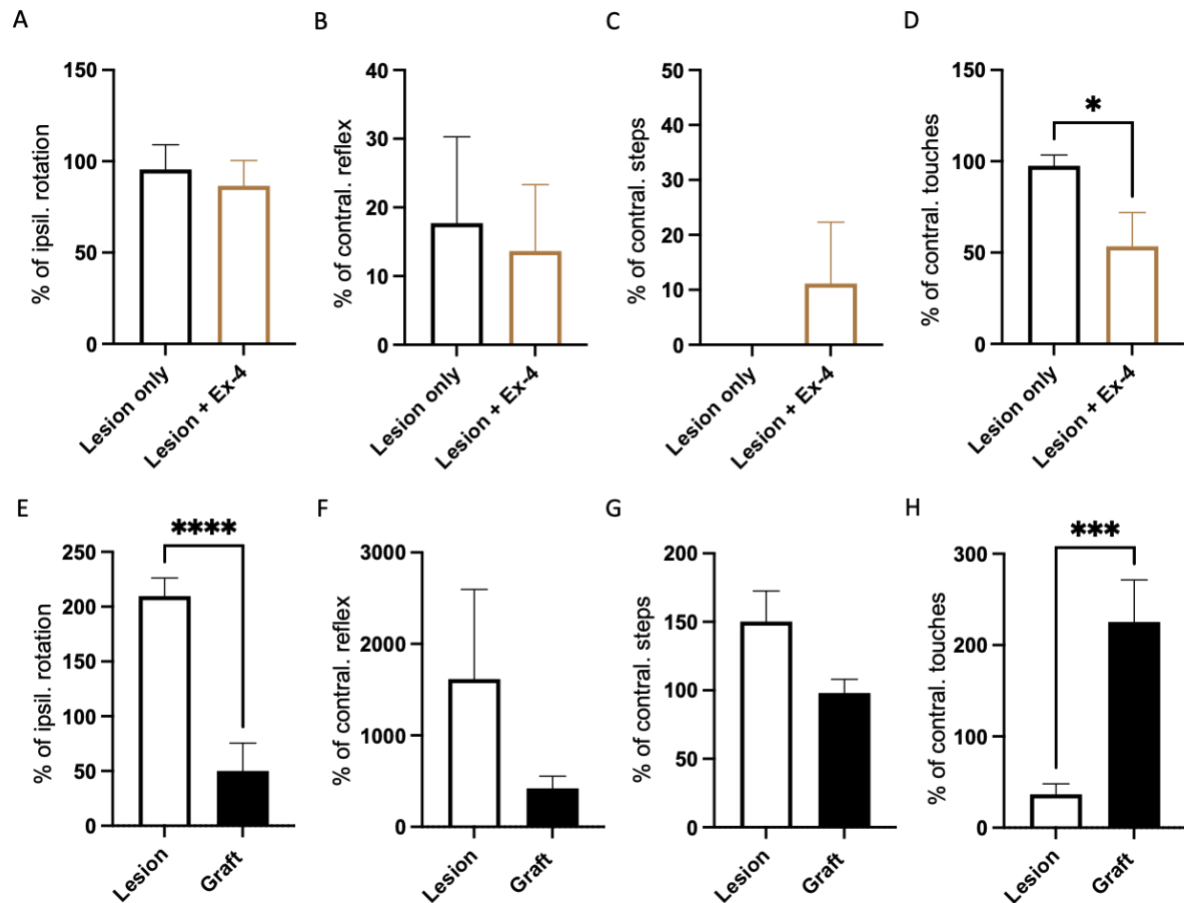 A
% of ipsil. rotation
150
100
50
0
Lesion only
Lesion + Ex-4
B
% of contral. reflex
40
30
20
10
0
Lesion only
Lesion + Ex-4
C
% of contral. steps
50
40
30
20
10
0
Lesion only
Lesion + Ex-4
D
% of contral. touches
150
100
50
0
*
Lesion only
Lesion + Ex-4
E
% of ipsil. rotation
250
200
150
100
50
0
****
Lesion
Graft
F
% of contral. reflex
3000
2000
1000
0
Lesion
Graft
G
% of contral. steps
200
150
100
50
0
Lesion
Graft
H
% of contral. touches
300
200
100
0
***
Lesion
Graft